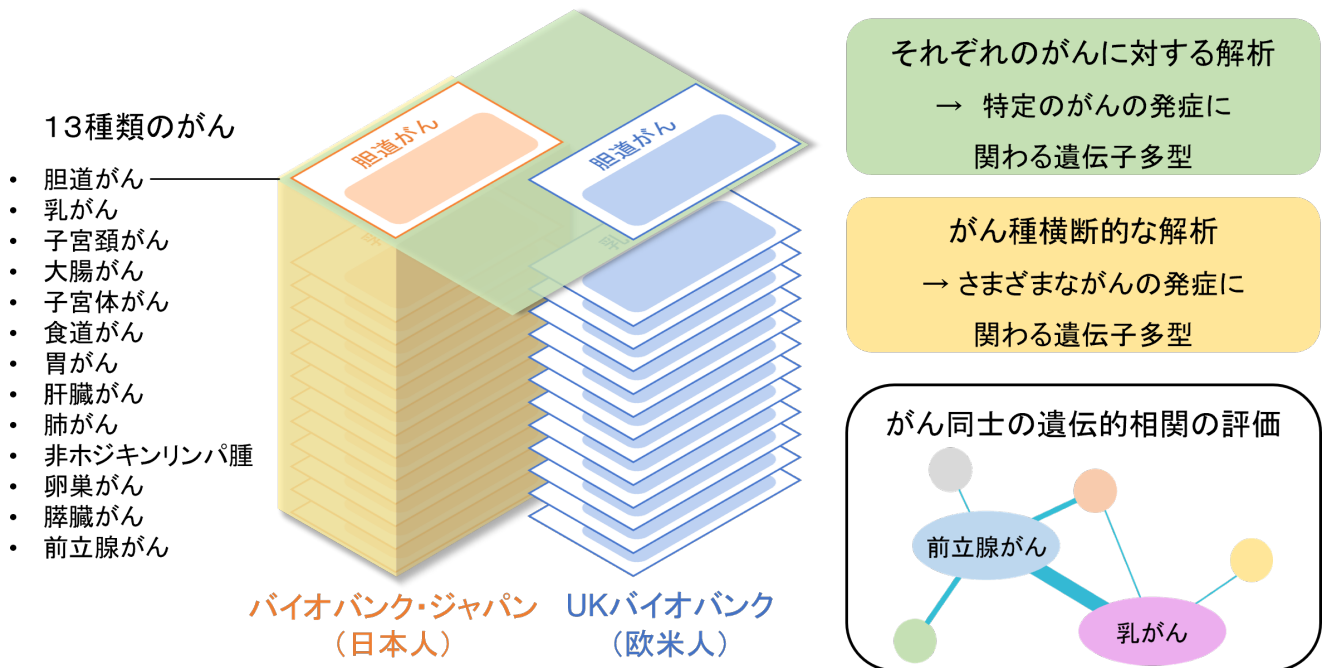 13種類のがん
• 胆道がん
• 乳がん
• 子宮頚がん
• 大腸がん
• 子宮体がん
• 食道がん
• 胃がん
• 肝臓がん
• 肺がん
• 非ホジキンリンパ腫
• 卵巣がん
• 膵臓がん
• 前立腺がん
胆道がん
胆道がん
バイオバンク・ジャパン
(日本人)
UKバイオバンク
(欧米人)
それぞれのがんに対する解析
→ 特定のがんの発症に
関わる遺伝子多型
がん種横断的な解析
→ さまざまながんの発症に
関わる遺伝子多型
がん同士の遺伝的相関の評価
前立腺がん
乳がん